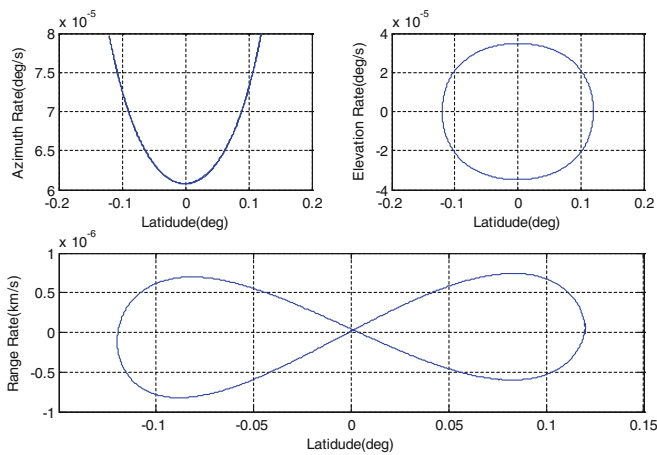 x 10^-5
8
7.5
7
6.5
6
-0.2 -0.1 0 0.1 0.2
Azimuth Rate(deg/s)
Latidude(deg)
x 10^-5
4
2
0
-2
-4
-0.2 -0.1 0 0.1 0.2
Elevation Rate(deg/s)
Latidude(deg)
x 10^-6
1
0.5
0
-0.5
-1
-0.1 -0.05 0 0.05 0.1 0.15
Range Rate(km/s)
Latidude(deg)